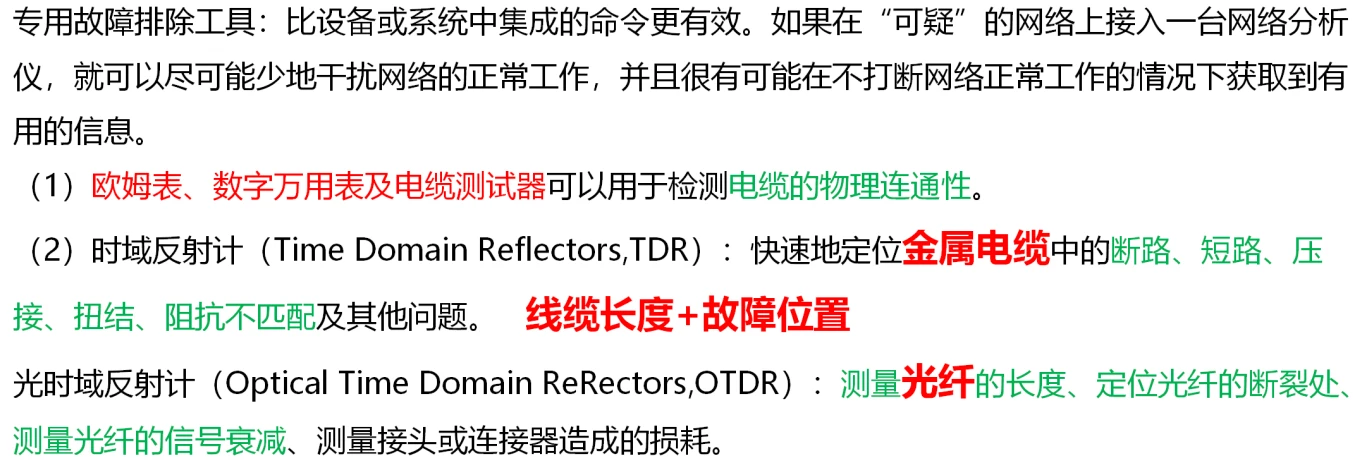 专用故障排除工具：比设备或系统中集成的命令更有效。如果在“可疑”的网络上接入一台网络分析
仪，就可以尽可能少地干扰网络的正常工作，并且很有可能在不打断网络正常工作的情况下获取到有
用的信息。
（1）欧姆表、数字万用表及电缆测试器可以用于检测电缆的物理连通性。
（2）时域反射计（Time Domain Reflectors,TDR）：快速地定位金属电缆中的断路、短路、压
接、扭结、阻抗不匹配及其他问题。 线缆长度+故障位置
光时域反射计（Optical Time Domain ReRectors,OTDR）：测量光纤的长度、定位光纤的断裂处、
测量光纤的信号衰减、测量接头或连接器造成的损耗。